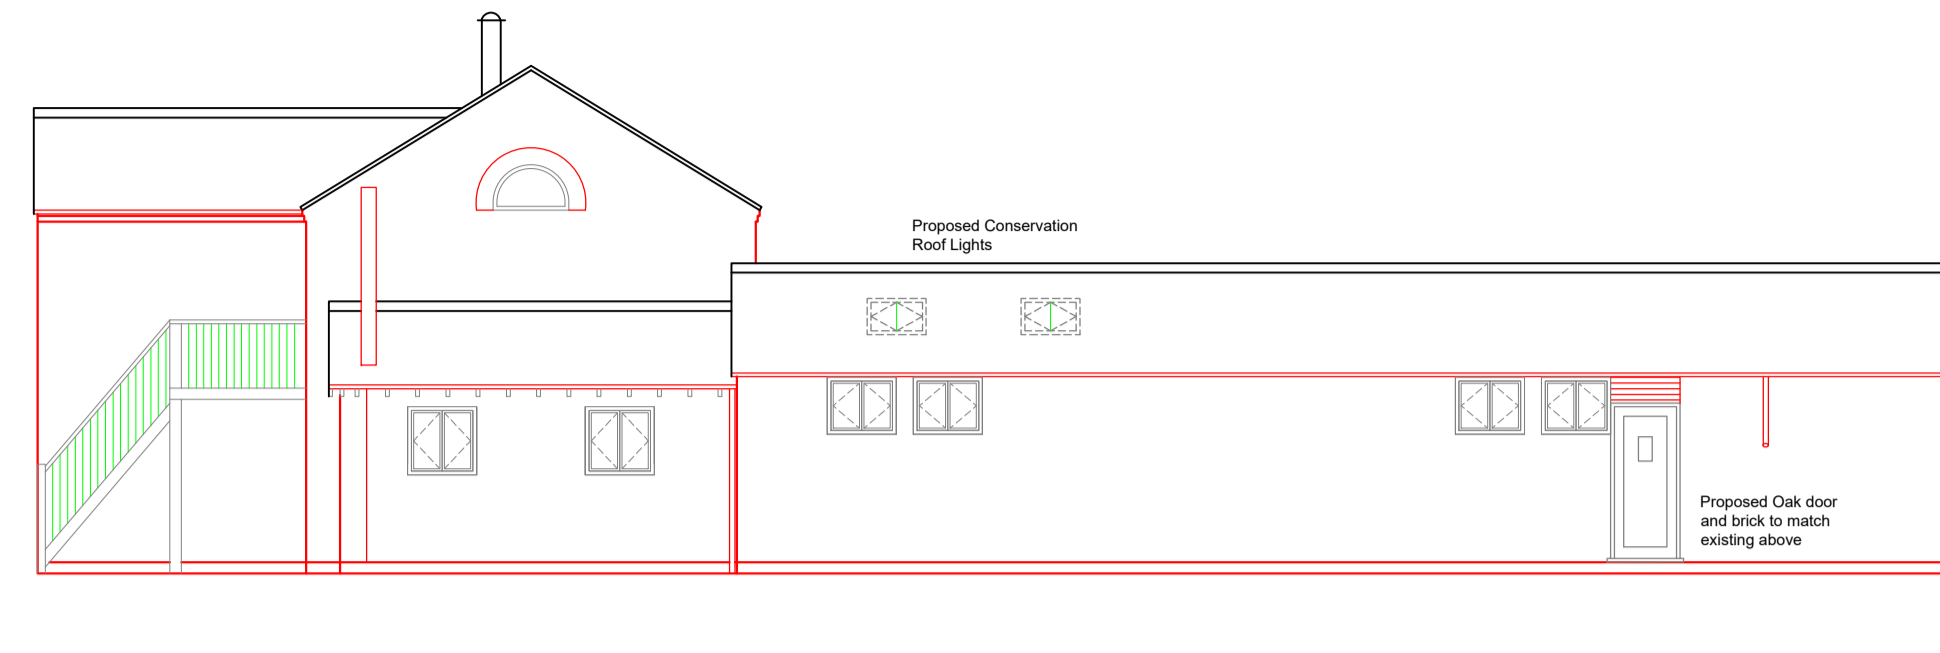 Proposed Conservation
Roof Lights
Proposed Oak door
and brick to match
existing above